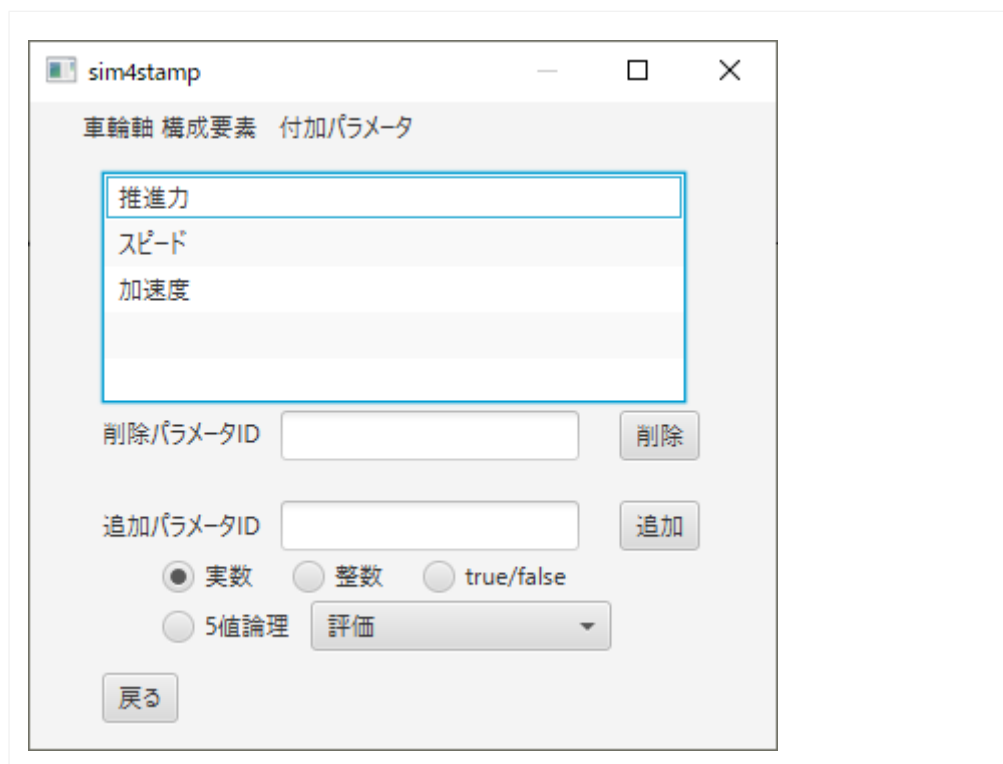 sim4stamp
車輪軸 構成要素 付加パラメータ
推進力
スピード
加速度
削除パラメータID 削除
追加パラメータID 追加
実数 整数 true/false
5値論理 評価
戻る